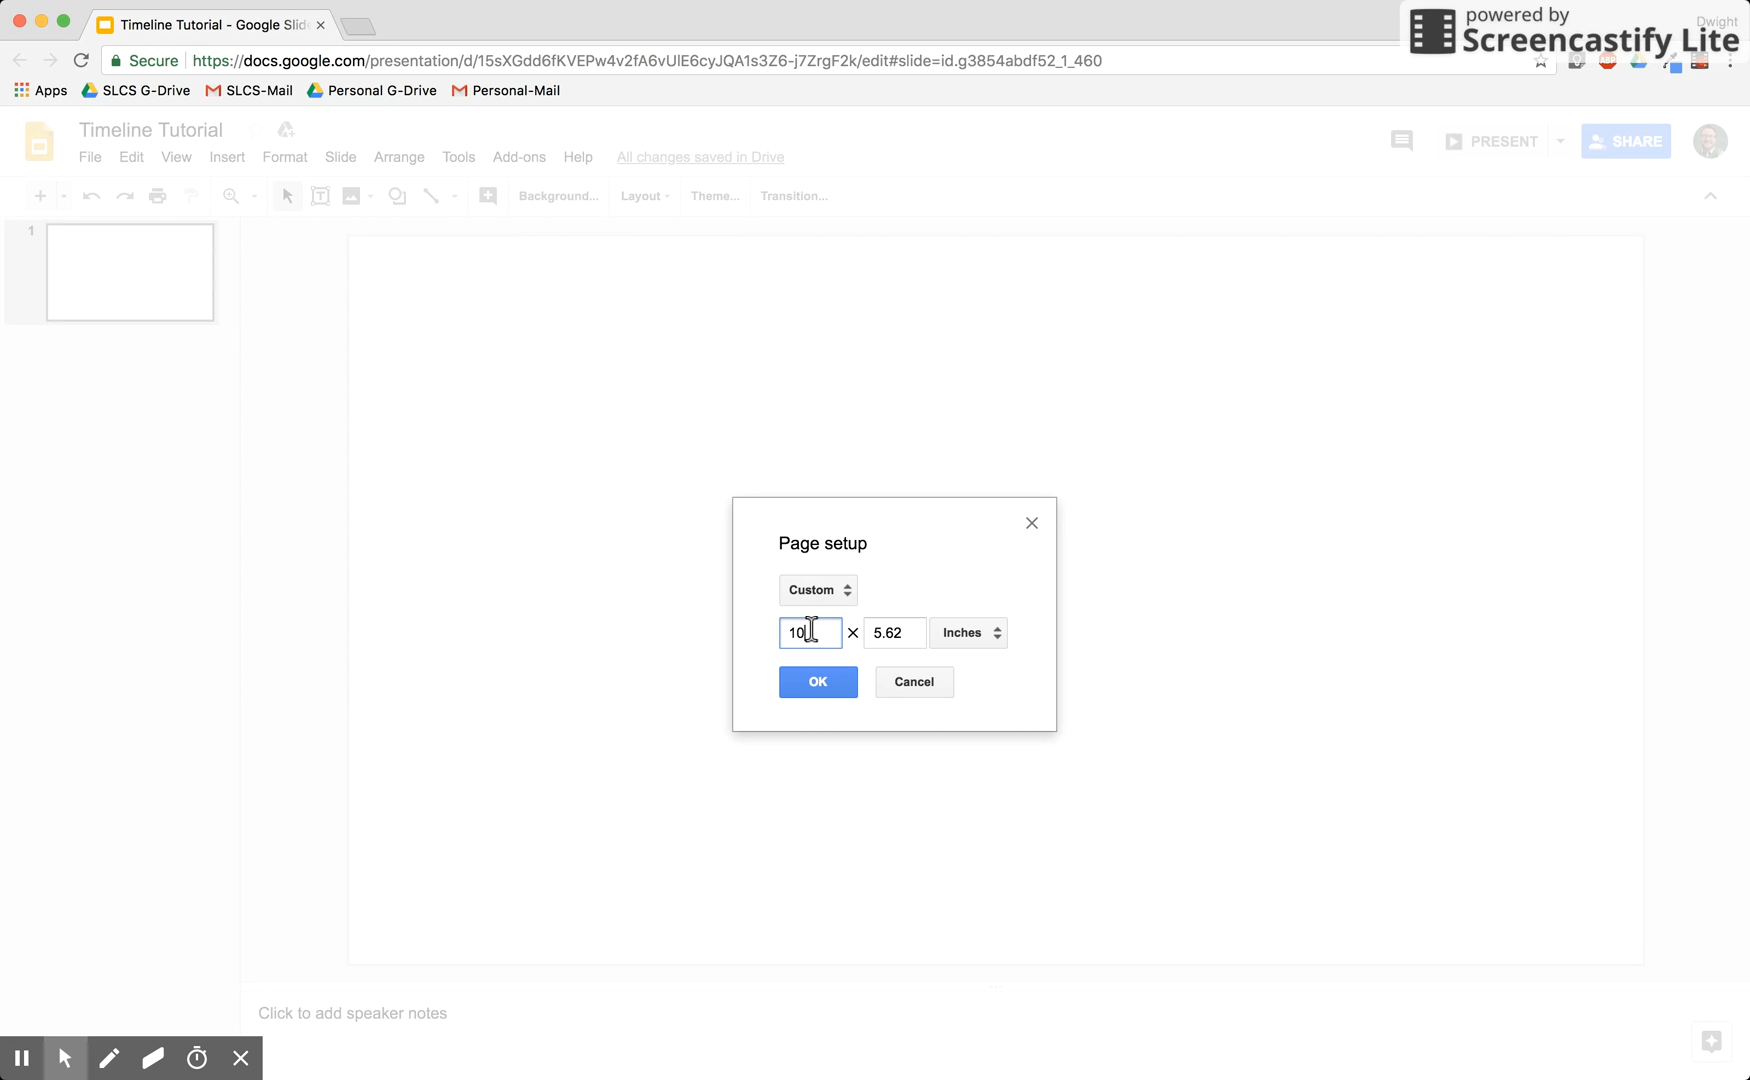 Timeline Tutorial - Google Slid
powered by
Screencastify Lite
Dwight
Secure
https://docs.google.com/presentation/d/15sXGdd6fKVEPw4v2fA6vUlE6cyJQA1s3Z6-j7ZrgF2k/edit#slide=id.g3854abdf52_1_460
ABP
Apps SLCS G-Drive SLCS-Mail Personal G-Drive Personal-Mail
Timeline Tutorial
File Edit View Insert Format Slide Arrange Tools Add-ons Help All changes saved in Drive
PRESENT
SHARE
Background... Layout Theme... Transition...
1
Page setup
Custom
10 × 5.62 Inches
OK Cancel
Click to add speaker notes